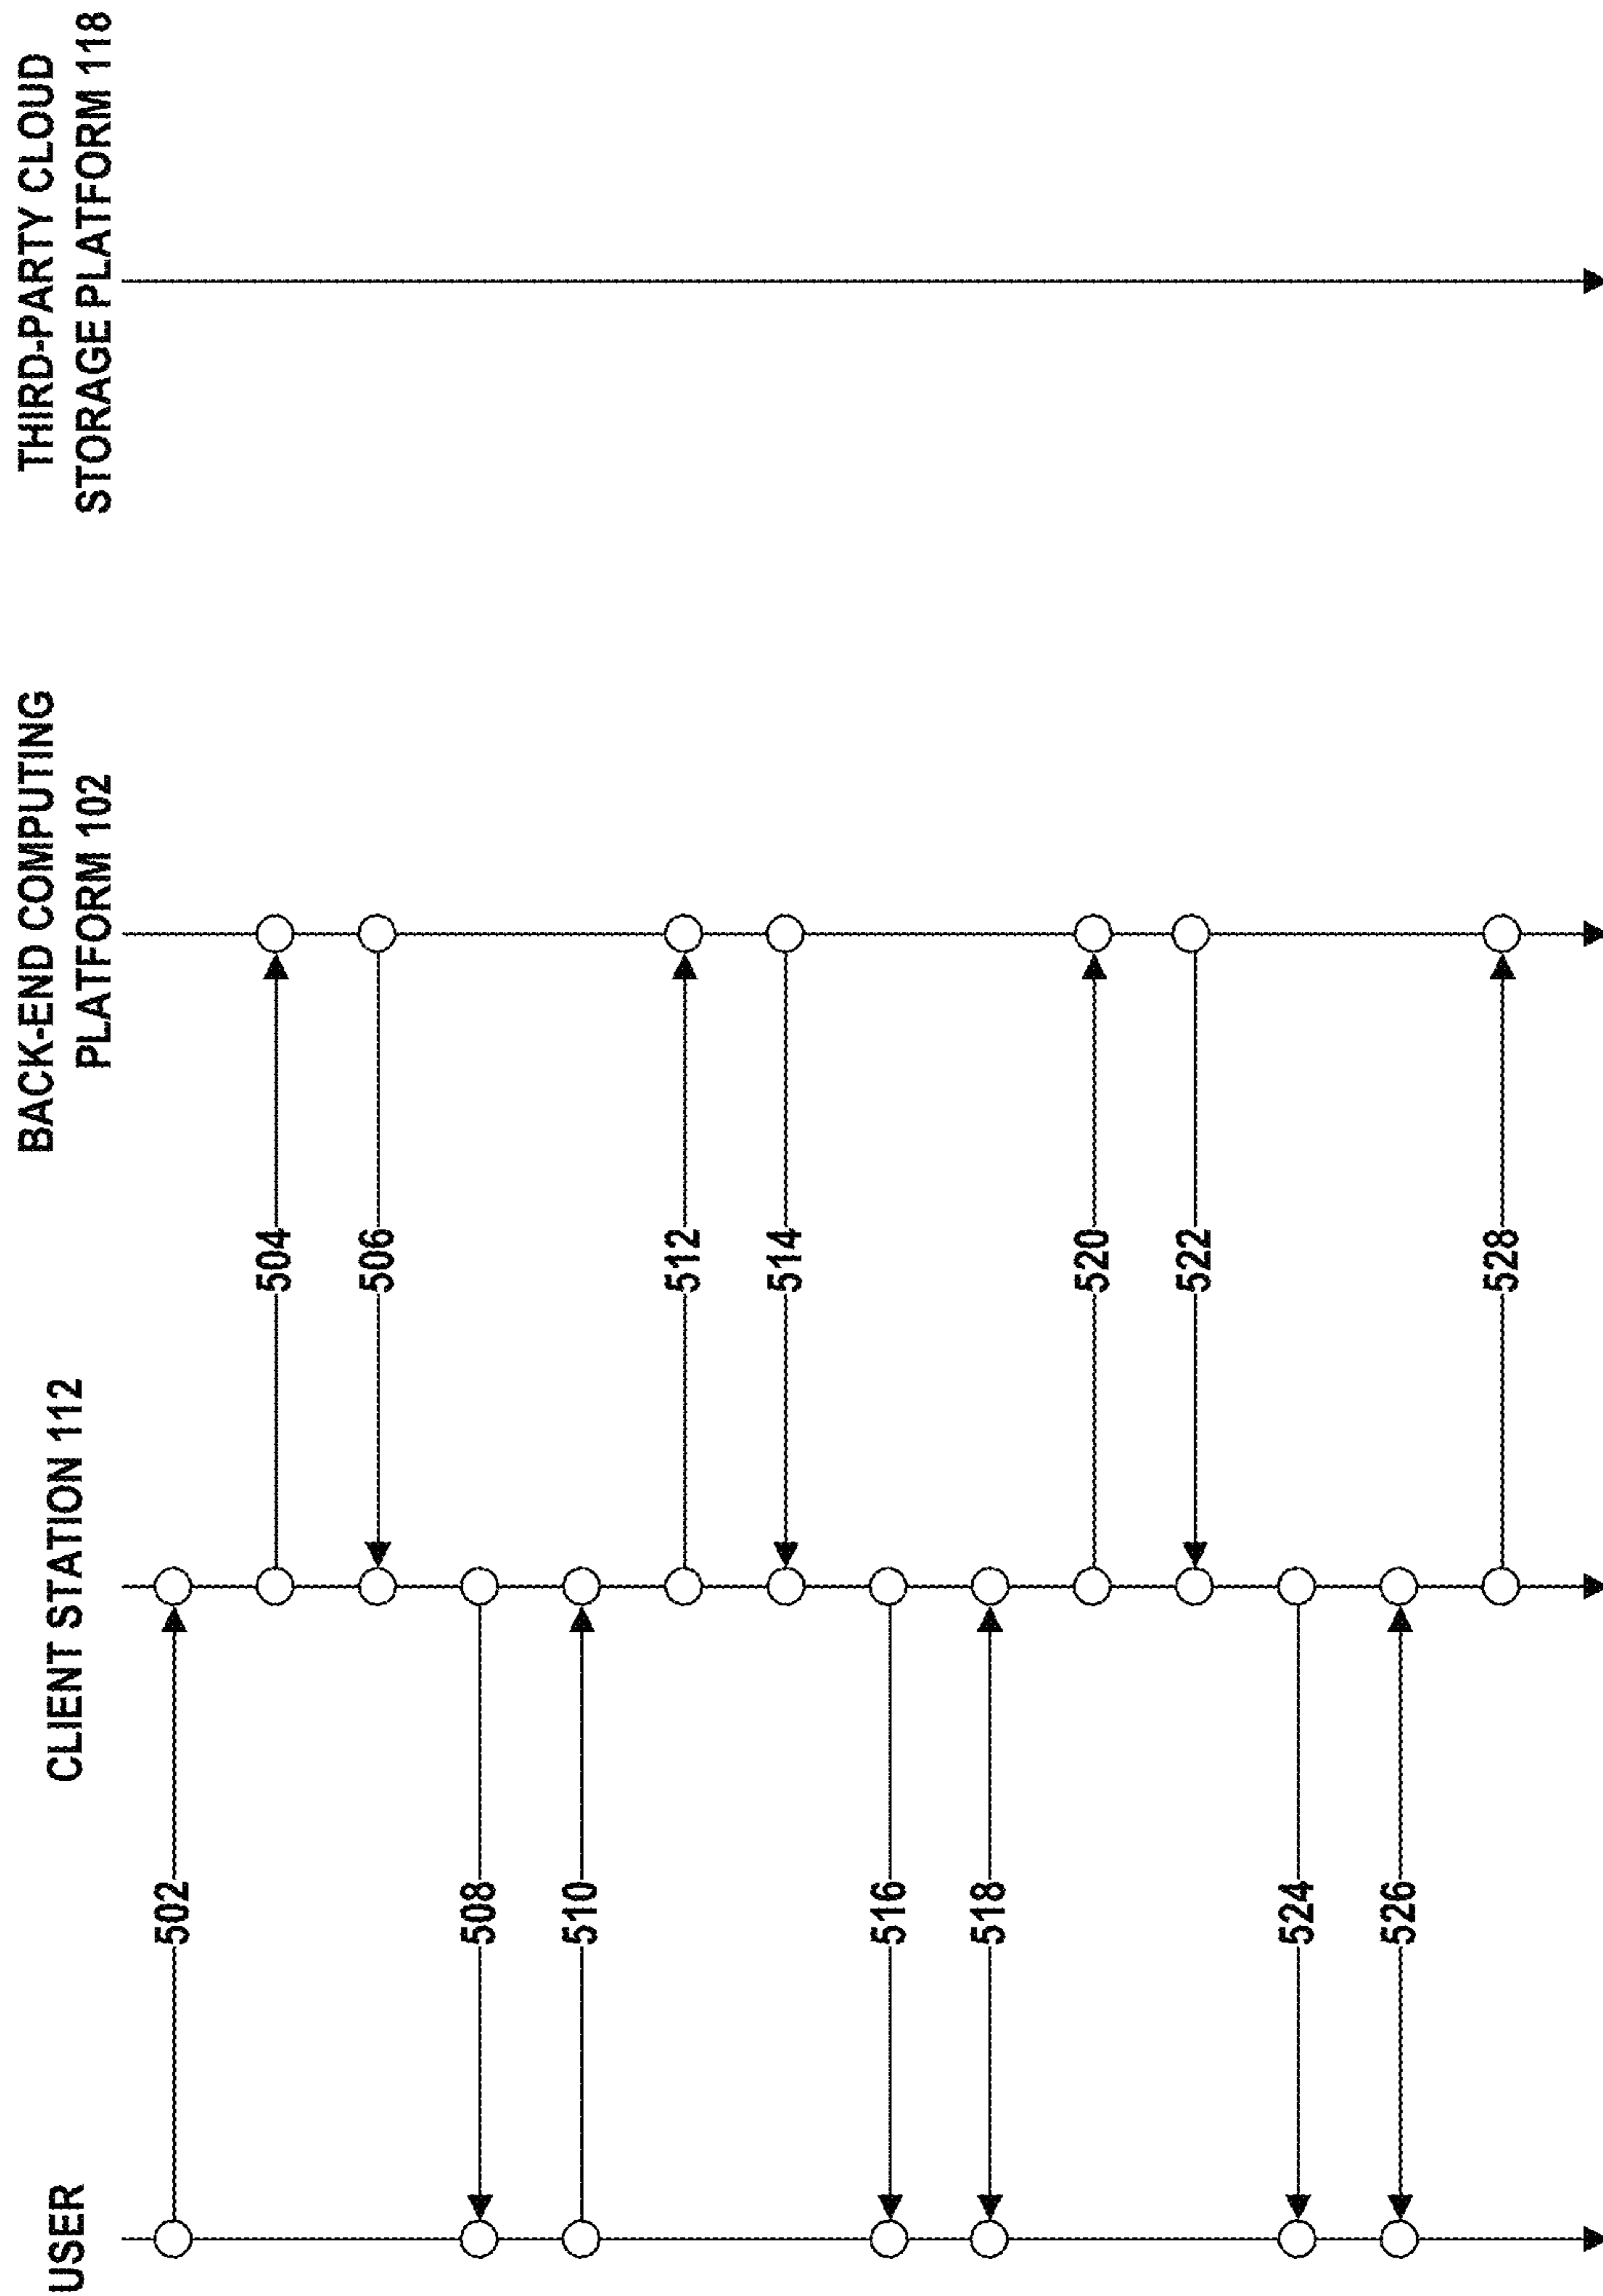 USER
CLIENT STATION 112
BACK-END COMPUTING
PLATFORM 102
THIRD-PARTY CLOUD
STORAGE PLATFORM 118
502
504
506
508
510
512
514
516
518
520
522
524
526
528